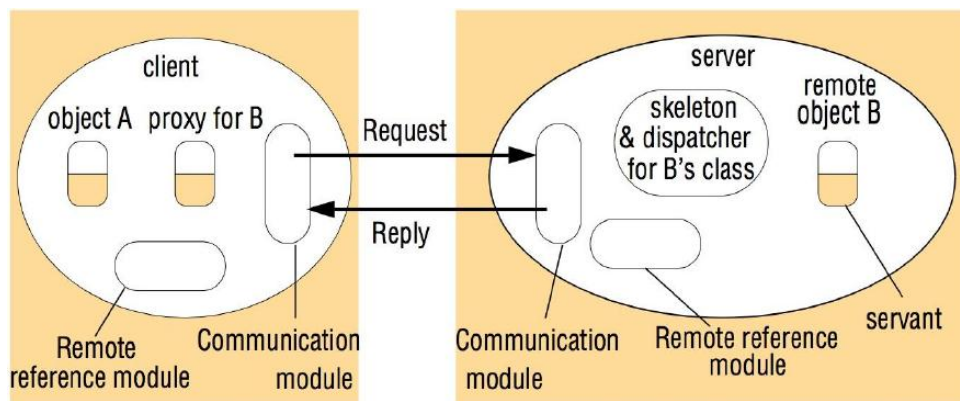 client
object A proxy for B
Request
Reply
Remote
reference module
Communication
module
server
skeleton
& dispatcher
for B's class
remote
object B
Communication
module
Remote reference
module
servant